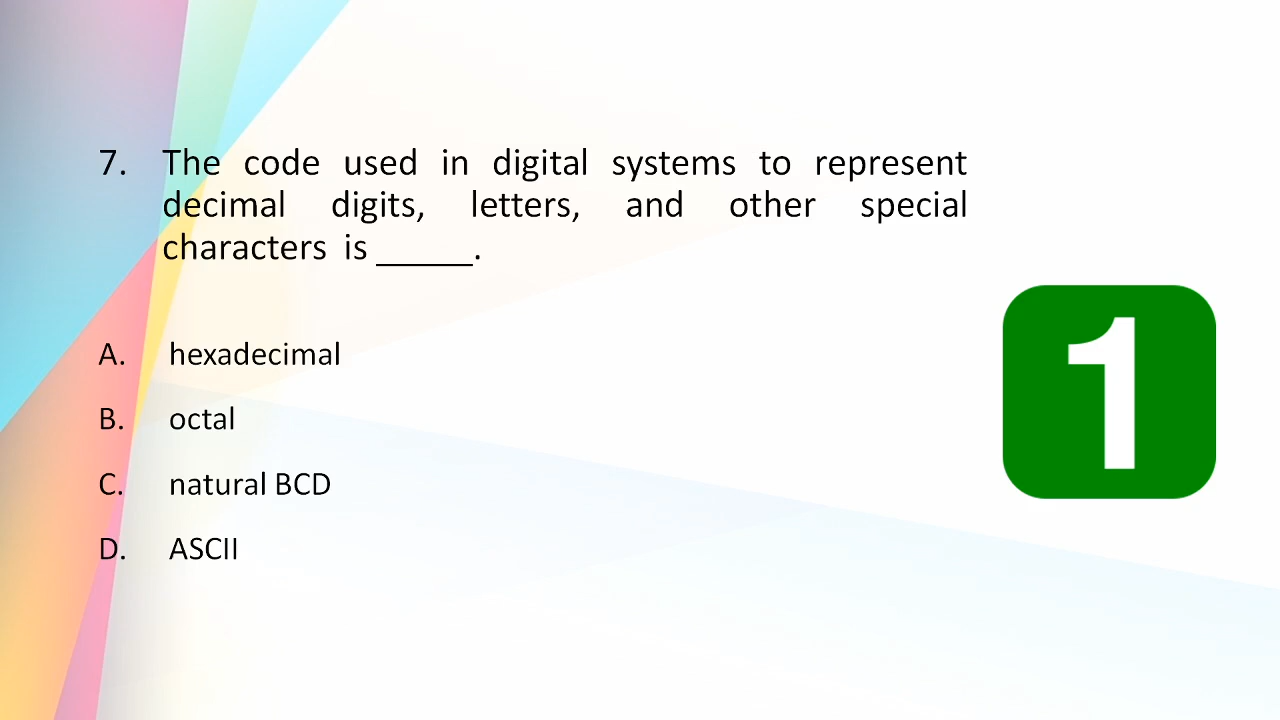 7. The code used in digital systems to represent
decimal digits, letters, and other special
characters is _____.
A. hexadecimal
B. octal
C. natural BCD
D. ASCII
1